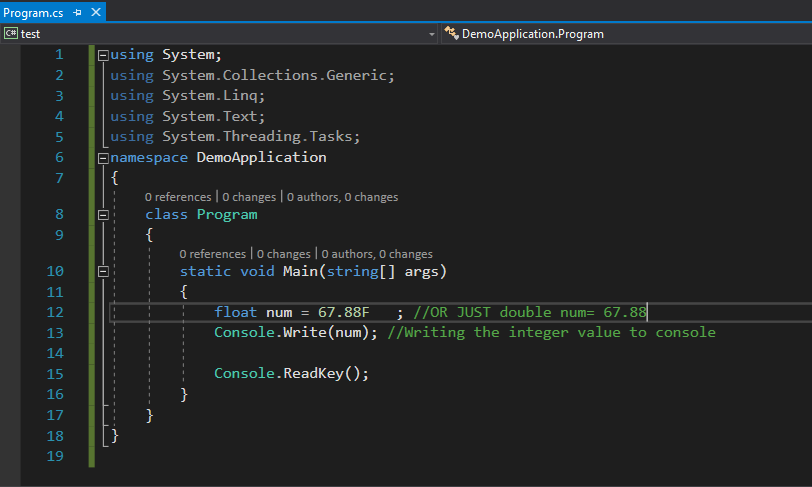 Program.cs
test DemoApplication.Program
1 using System;
2 using System.Collections.Generic;
3 using System.Linq;
4 using System.Text;
5 using System.Threading.Tasks;
6 namespace DemoApplication
7 {
0 references | 0 changes | 0 authors, 0 changes
8 class Program
9 {
0 references | 0 changes | 0 authors, 0 changes
10 static void Main(string[] args)
11 {
12 float num = 67.88F   ; //OR JUST double num= 67.88
13 Console.Write(num); //Writing the integer value to console
14
15 Console.ReadKey();
16 }
17 }
18 }
19